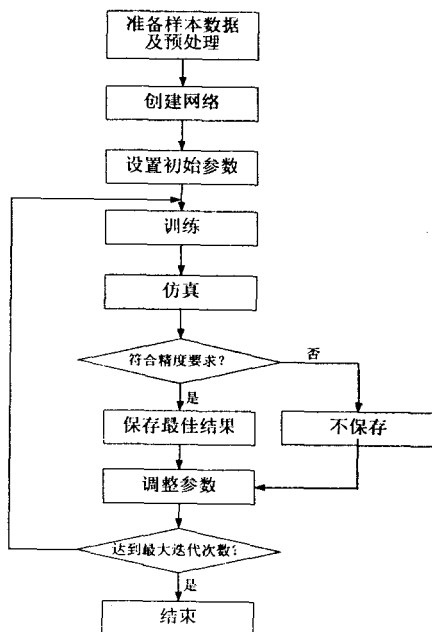 准备样本数据
及预处理
创建网络
设置初始参数
训练
仿真
符合精度要求?
否
是
保存最佳结果
不保存
调整参数
达到最大迭代次数?
是
结束